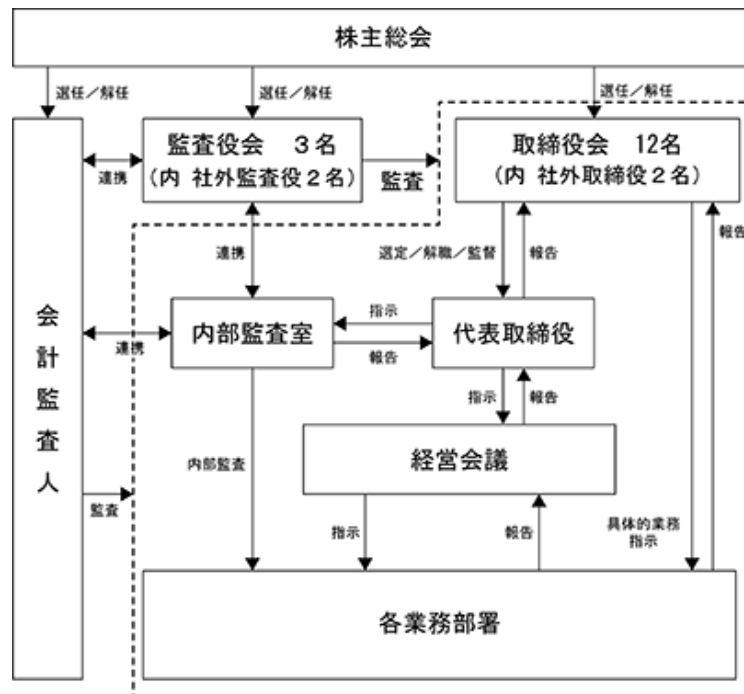 株主総会
選任／解任
選任／解任
選任／解任
監査役会　３名
（内 社外監査役２名）
取締役会　12名
（内 社外取締役２名）
連携
監査
連携
選定／解職／監督
報告
報告
会計監査人
内部監査室
指示
報告
代表取締役
連携
指示
報告
経営会議
内部監査
監査
指示
報告
具体的業務
指示
各業務部署